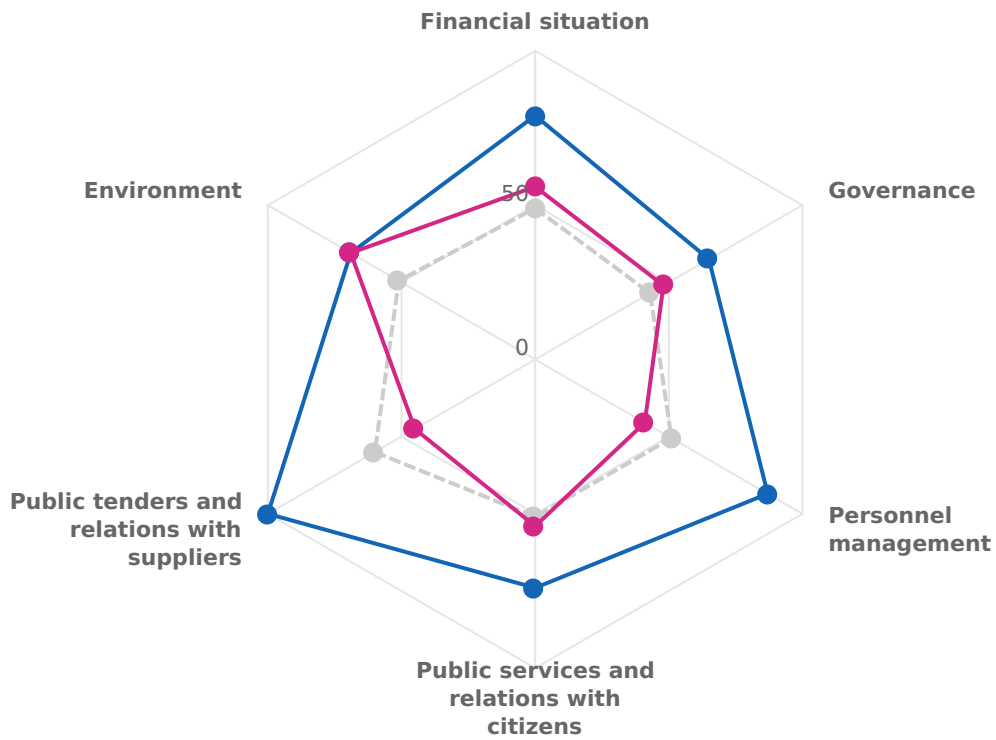 Financial situation
Environment
Governance
50
0
Public tenders and
relations with
suppliers
Personnel
management
Public services and
relations with
citizens